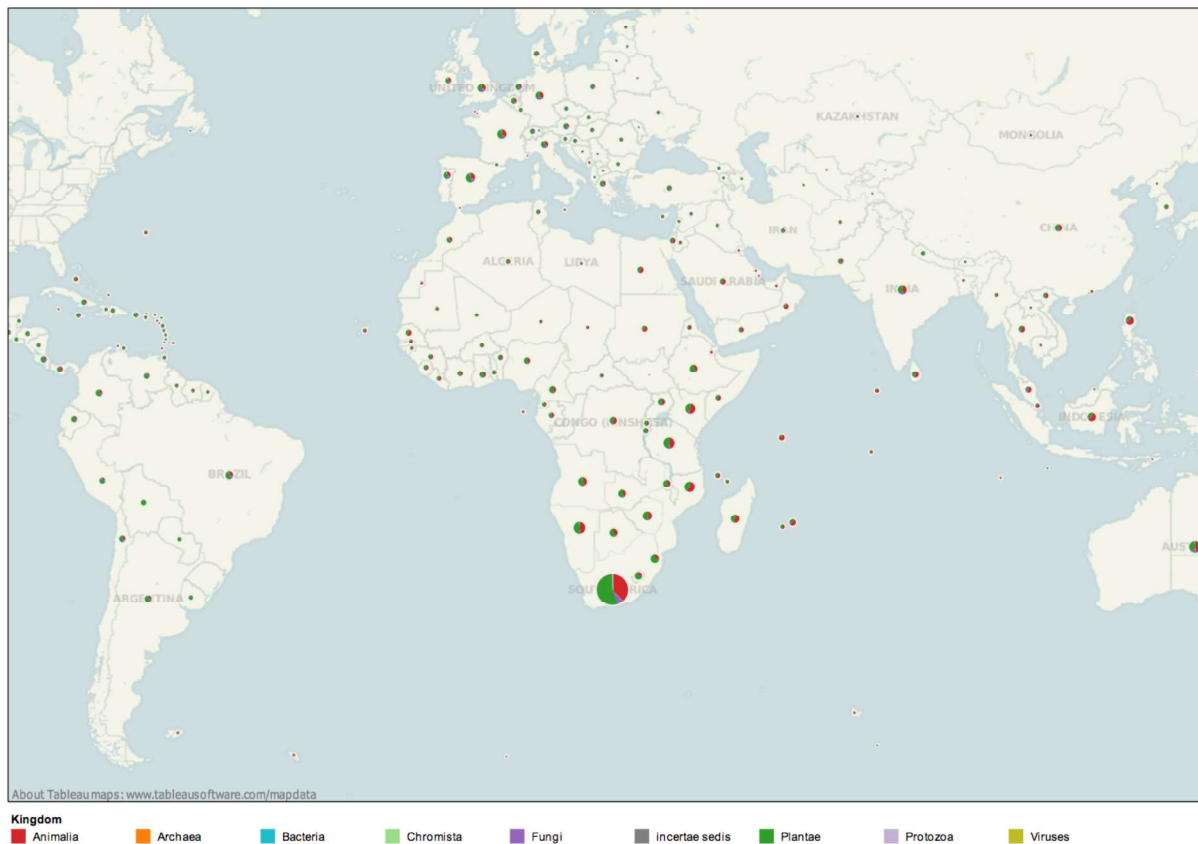 UNITED KINGDOM
KAZAKHSTAN
MONGOLIA
ALGERIA
LIBYA
IRAN
CHINA
SAUDI ARABIA
INDIA
CONGO (KINSHASA)
INDONESIA
BRAZIL
ARGENTINA
About Tableau maps: www.tableausoftware.com/mapdata
Kingdom
Animalia Archaea Bacteria Chromista Fungi incertae sedis Plantae Protozoa Viruses